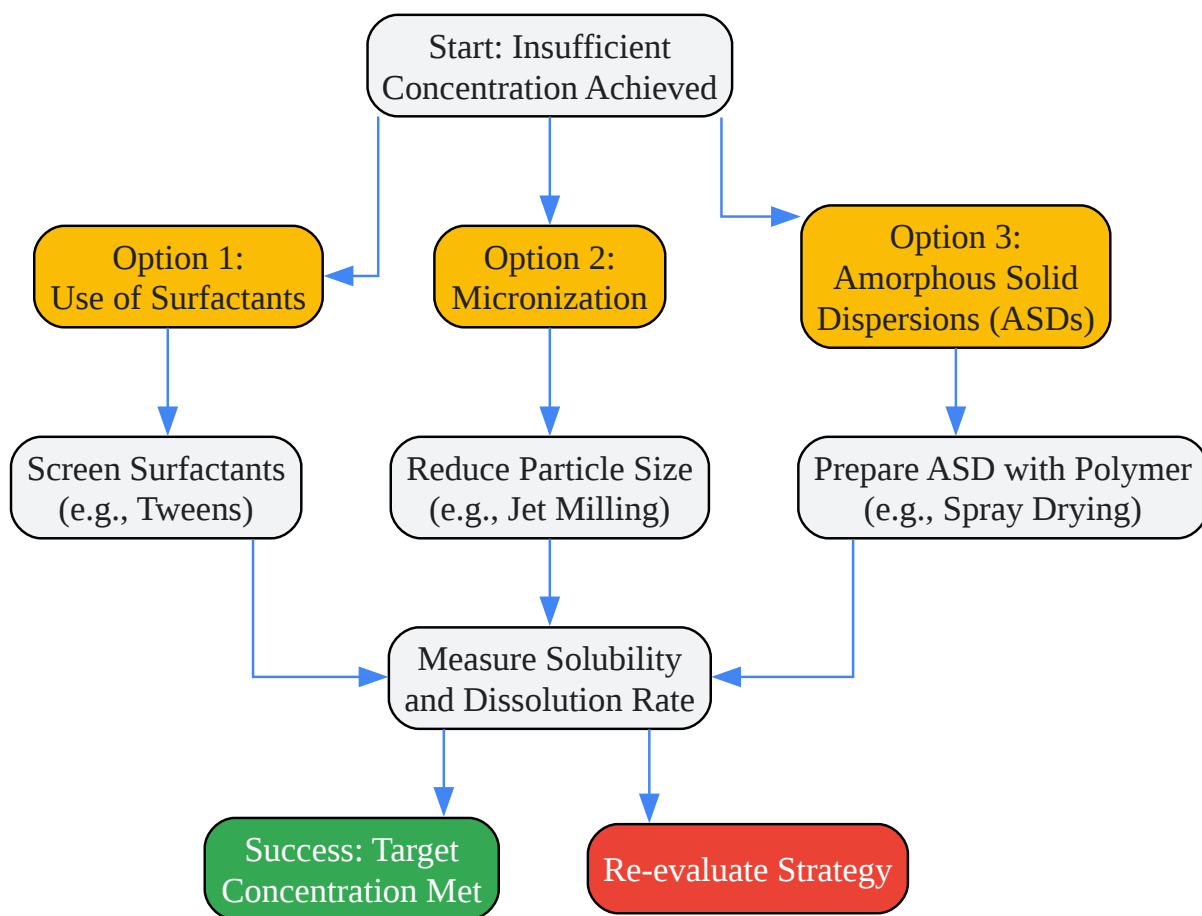 Start: Insufficient
Concentration Achieved
Option 1:
Use of Surfactants
Option 2:
Micronization
Option 3:
Amorphous Solid
Dispersions (ASDs)
Screen Surfactants
(e.g., Tweens)
Reduce Particle Size
(e.g., Jet Milling)
Prepare ASD with Polymer
(e.g., Spray Drying)
Measure Solubility
and Dissolution Rate
Success: Target
Concentration Met
Re-evaluate Strategy